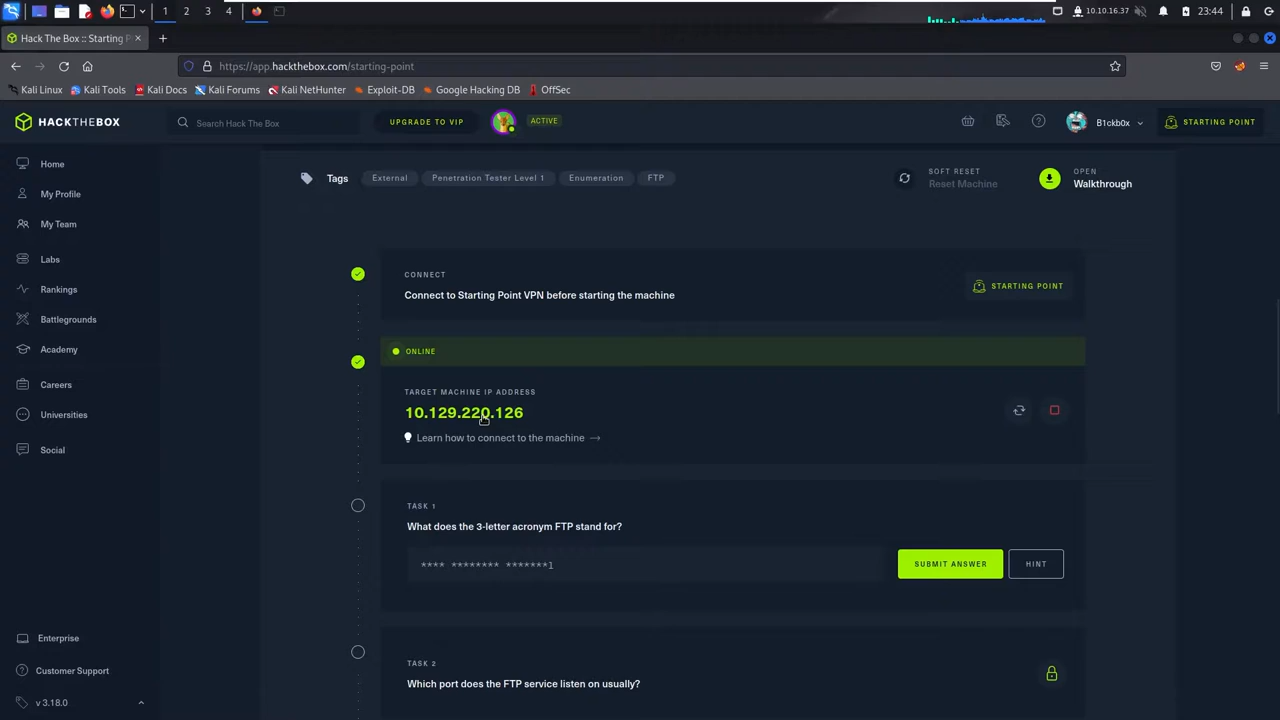 1 2 3 4 10.10.16.37 23:44
Hack The Box :: Starting P
https://app.hackthebox.com/starting-point
Kali Linux Kali Tools Kali Docs Kali Forums Kali NetHunter Exploit-DB Google Hacking DB OffSec
HACKTHEBOX Search Hack The Box UPGRADE TO VIP ACTIVE B1ckb0x STARTING POINT
Home
My Profile
My Team
Labs
Rankings
Battlegrounds
Academy
Careers
Universities
Social
Enterprise
Customer Support
v 3.18.0
Tags External Penetration Tester Level 1 Enumeration FTP
SOFT RESET
Reset Machine
OPEN
Walkthrough
CONNECT
Connect to Starting Point VPN before starting the machine
STARTING POINT
ONLINE
TARGET MACHINE IP ADDRESS
10.129.220.126
Learn how to connect to the machine →
TASK 1
What does the 3-letter acronym FTP stand for?
**** ******** *******l
SUBMIT ANSWER HINT
TASK 2
Which port does the FTP service listen on usually?